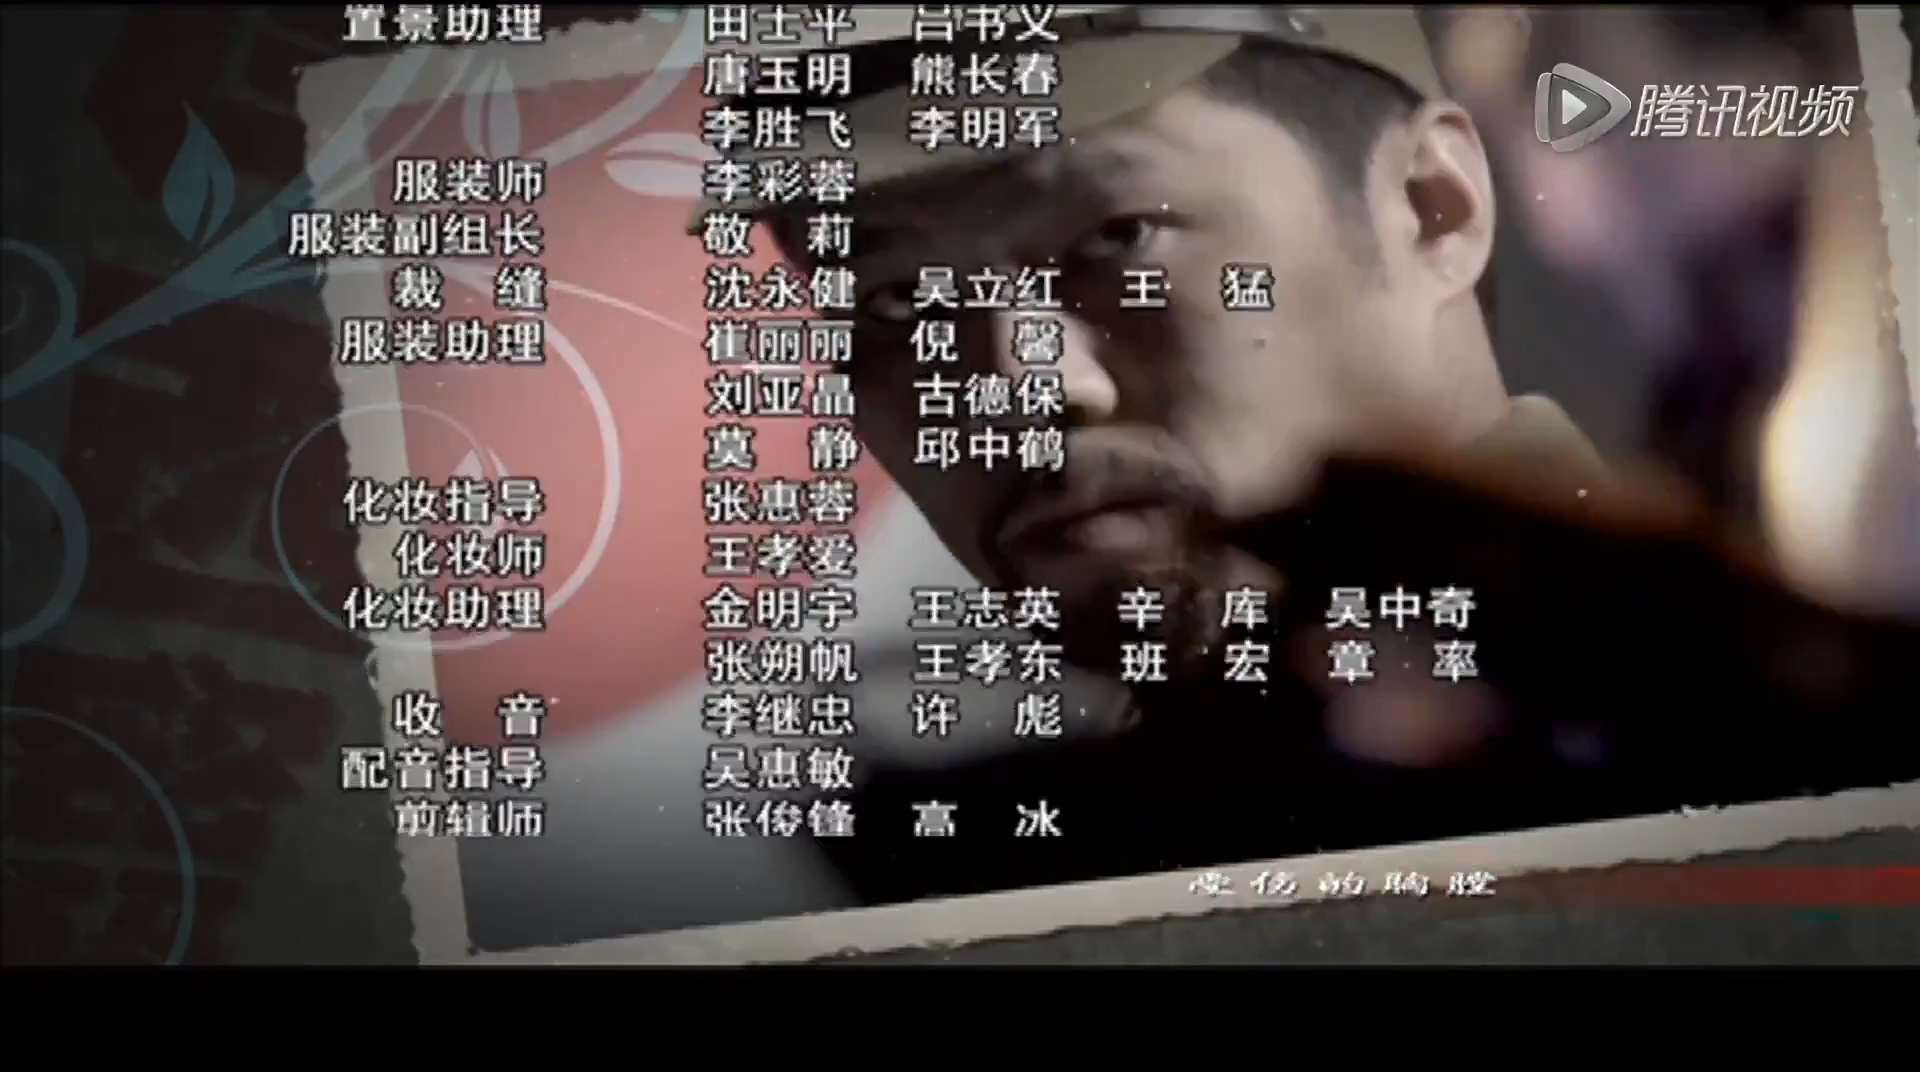 置景助理 田士平 吕书义
唐玉明 熊长春
李胜飞 李明军
腾讯视频
服装师 李彩蓉
服装副组长 敬莉
裁缝 沈永健 吴立红 王猛
服装助理 崔丽丽 倪馨
刘亚晶 古德保
莫静 邱中鹤
化妆指导 张惠蓉
化妆师 王孝爱
化妆助理 金明宇 王志英 辛库 吴中奇
张朔帆 王孝东 班宏 章率
收音 李继忠 许彪
配音指导 吴惠敏
剪辑师 张俊锋 高冰
的胸膛